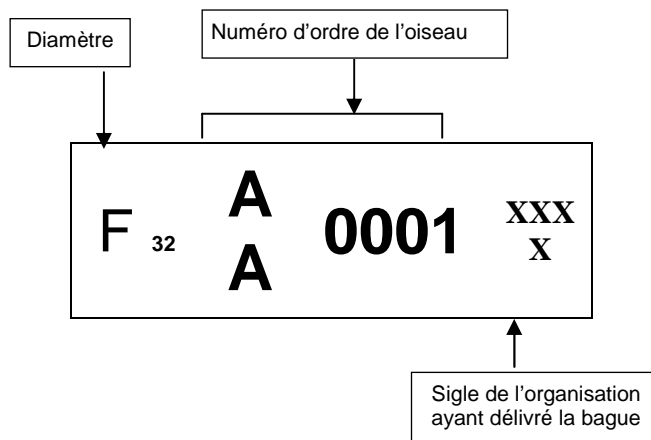 Diamètre
Numéro d'ordre de l'oiseau
F 32
A
A
0001
XXX
X
Sigle de l'organisation
ayant délivré la bague